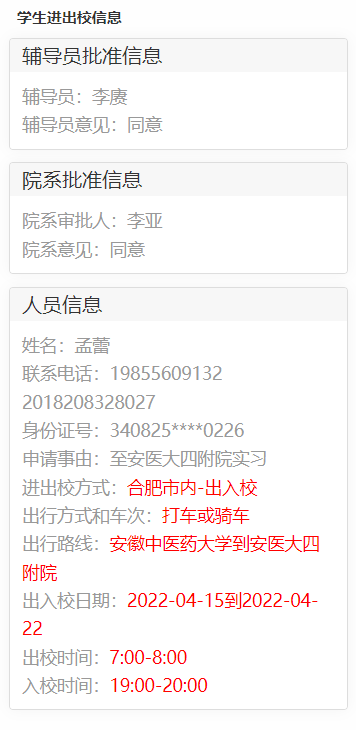 学生进出校信息
辅导员批准信息
辅导员：李赓
辅导员意见：同意
院系批准信息
院系审批人：李亚
院系意见：同意
人员信息
姓名：孟蕾
联系电话：19855609132
2018208328027
身份证号：340825****0226
申请事由：至安医大四附院实习
进出校方式：合肥市内-出入校
出行方式和车次：打车或骑车
出行路线：安徽中医药大学到安医大四
附院
出入校日期：2022-04-15到2022-04-
22
出校时间：7:00-8:00
入校时间：19:00-20:00